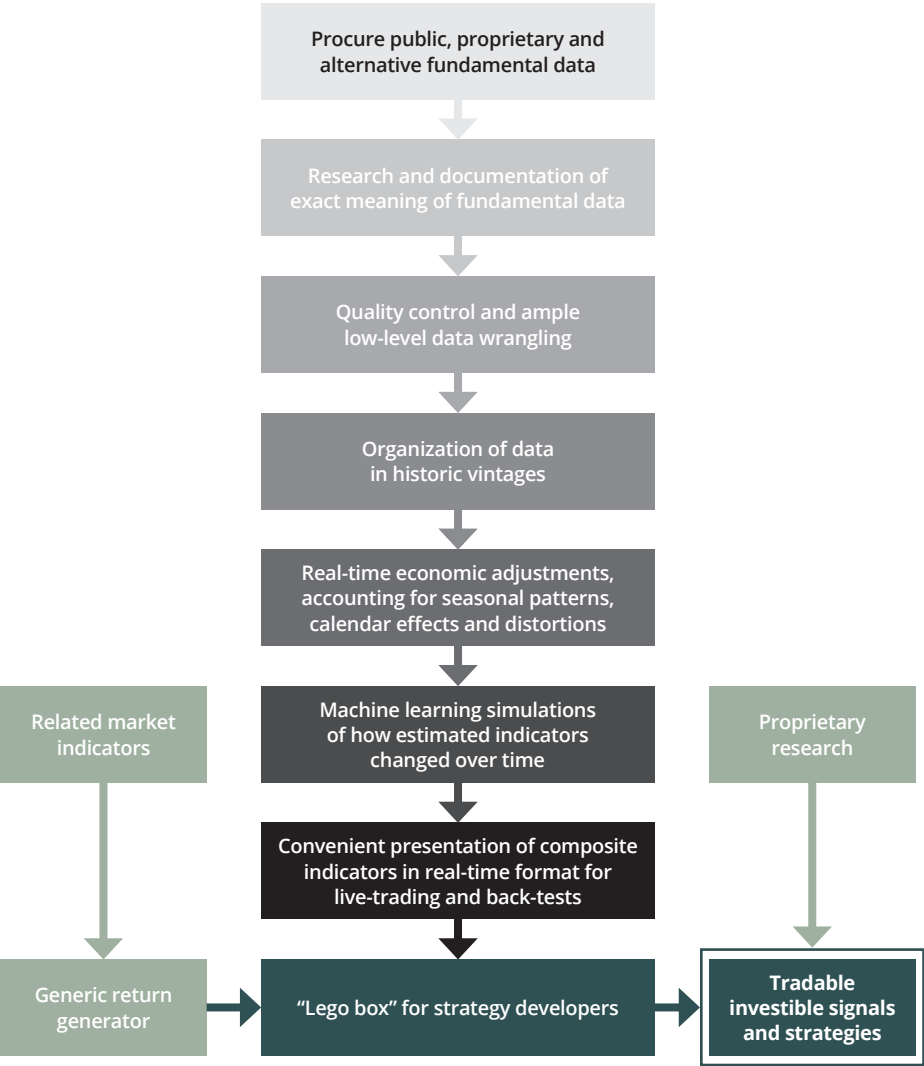 Procure public, proprietary and
alternative fundamental data
Research and documentation of
exact meaning of fundamental data
Quality control and ample
low-level data wrangling
Organization of data
in historic vintages
Real-time economic adjustments,
accounting for seasonal patterns,
calendar effects and distortions
Related market
indicators
Machine learning simulations
of how estimated indicators
changed over time
Proprietary
research
Convenient presentation of composite
indicators in real-time format for
live-trading and back-tests
Generic return
generator
“Lego box” for strategy developers
Tradable
investible signals
and strategies